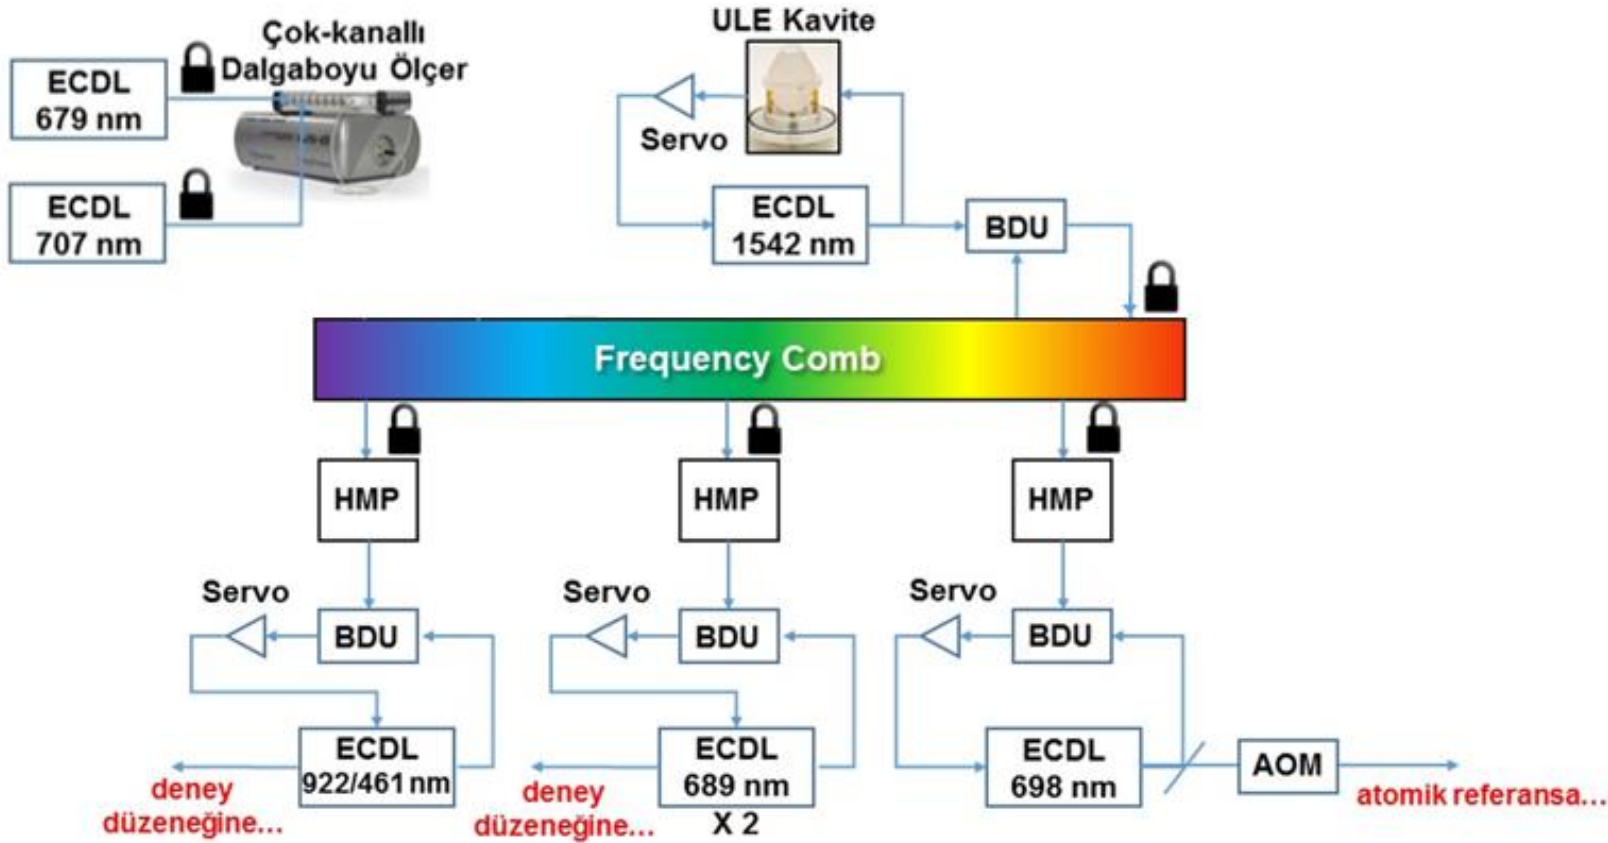 Çok-kanallı
Dalgaboyu Ölçer
ECDL
679 nm
ECDL
707 nm
ULE Kavite
Servo
ECDL
1542 nm
BDU
Frequency Comb
HMP
HMP
HMP
Servo
BDU
Servo
BDU
Servo
BDU
ECDL
922/461 nm
deney
düzeneğine...
ECDL
689 nm
X 2
deney
düzeneğine...
ECDL
698 nm
AOM
atomik referansa...